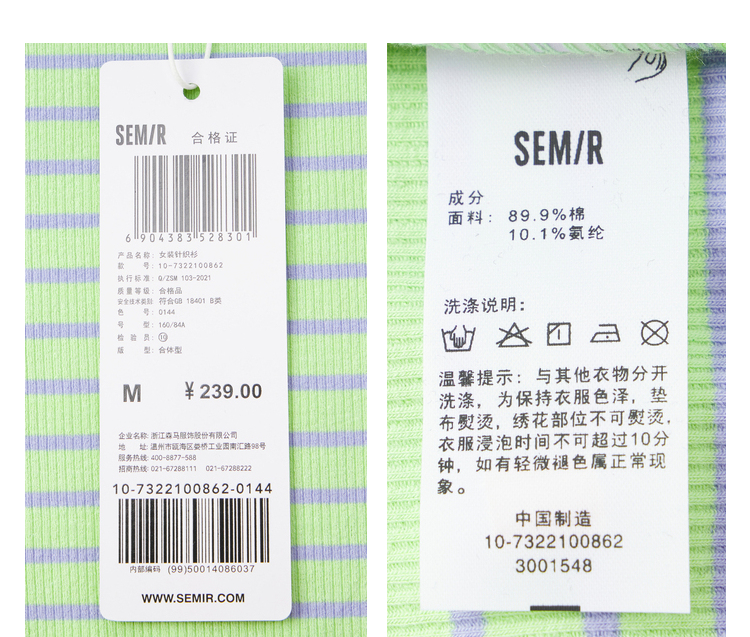 SEM/R 合格证
6 904383 528301
产品名称: 女装针织衫
款 号: 10-7322100862
执行标准: Q/ZSM 103-2021
质量等级: 合格品
安全技术类别: 符合GB 18401 B类
色 号: 0144
号 型: 160/84A
检 验 员: 10
版 型: 合体型
M ¥239.00
企业名称: 浙江森马服饰股份有限公司
地 址: 温州市瓯海区娄桥工业园南汇路98号
服务热线: 400-8877-588
招商热线: 021-67288111 021-67288222
10-7322100862-0144
内部编码 (99)50014086037
WWW.SEMIR.COM
SEM/R
成分
面料: 89.9%棉
10.1%氨纶
洗涤说明:
温馨提示: 与其他衣物分开
洗涤, 为保持衣服色泽, 垫
布熨烫, 绣花部位不可熨烫,
衣服浸泡时间不可超过10分
钟, 如有轻微褪色属正常现
象。
中国制造
10-7322100862
3001548